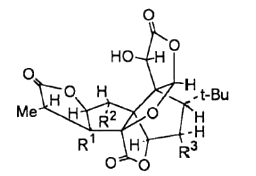 O
O
HO H
O
O H H H t-Bu
Me H R² O H
R¹ H R³
O O